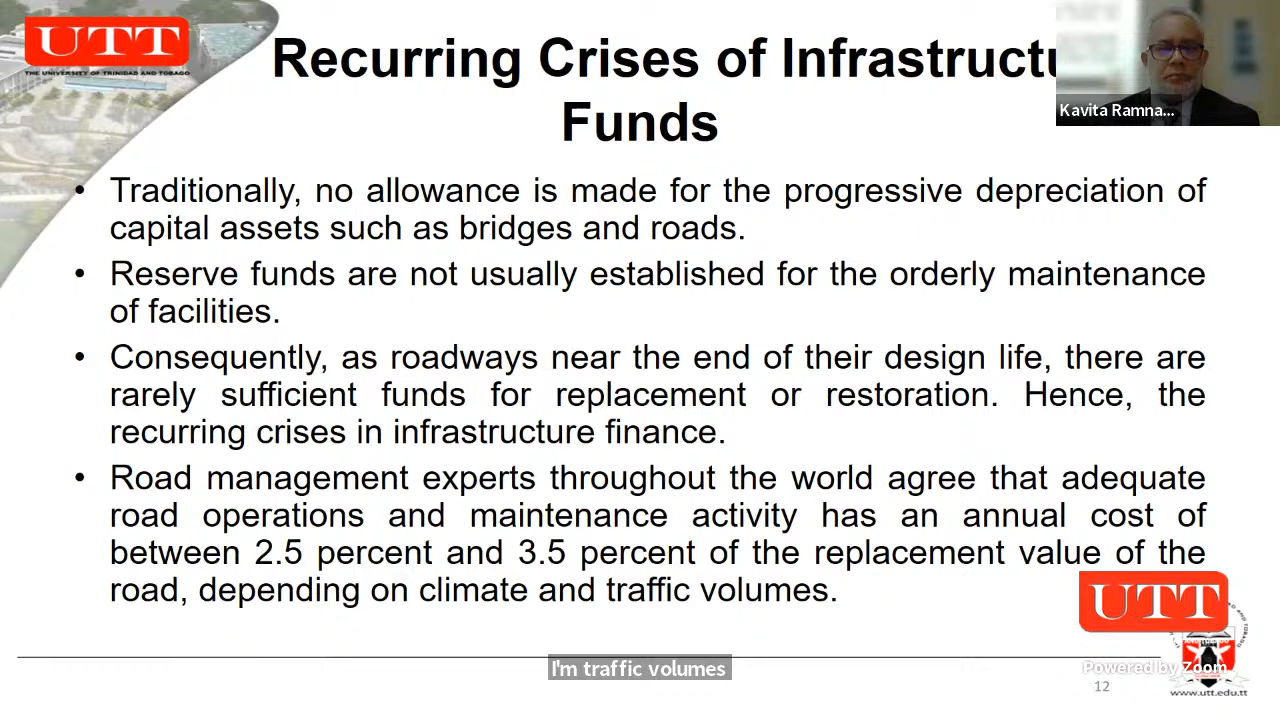 UTT
THE UNIVERSITY OF TRINIDAD AND TOBAGO
Recurring Crises of Infrastructu
Funds
Kavita Ramna...
• Traditionally, no allowance is made for the progressive depreciation of
capital assets such as bridges and roads.
• Reserve funds are not usually established for the orderly maintenance
of facilities.
• Consequently, as roadways near the end of their design life, there are
rarely sufficient funds for replacement or restoration. Hence, the
recurring crises in infrastructure finance.
• Road management experts throughout the world agree that adequate
road operations and maintenance activity has an annual cost of
between 2.5 percent and 3.5 percent of the replacement value of the
road, depending on climate and traffic volumes.
UTT
I'm traffic volumes
Powered by Zoom
12
www.utt.edu.tt